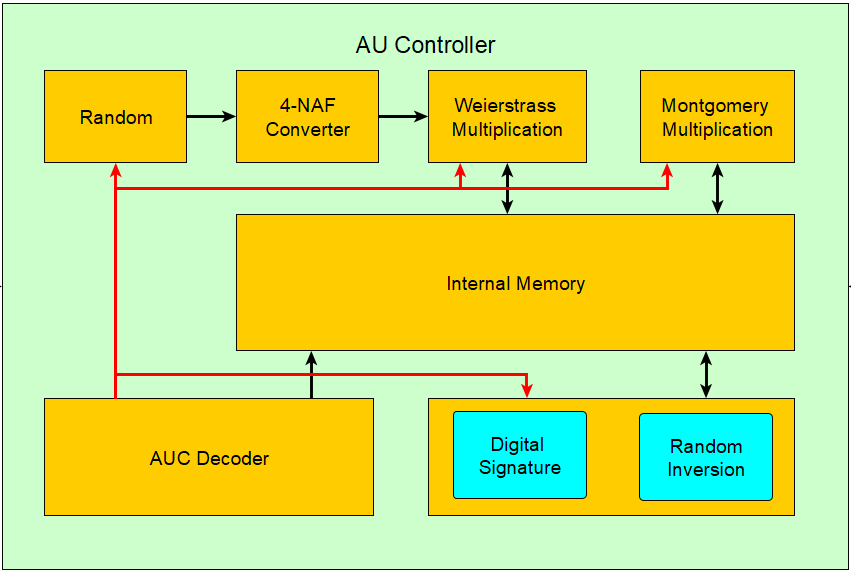 AU Controller
Random
4-NAF
Converter
Weierstrass
Multiplication
Montgomery
Multiplication
Internal Memory
AUC Decoder
Digital
Signature
Random
Inversion